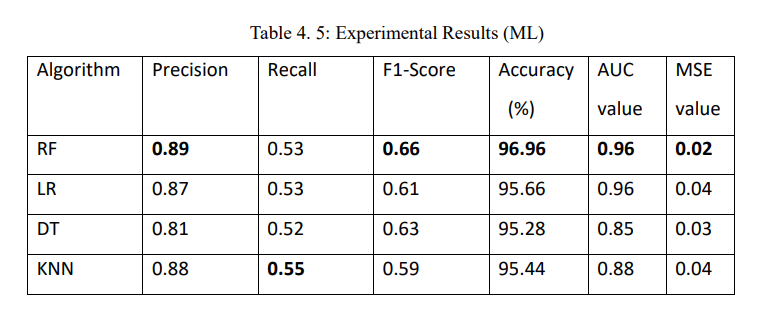 Table 4. 5: Experimental Results (ML)
Algorithm Precision Recall F1-Score Accuracy (%) AUC value MSE value
RF 0.89 0.53 0.66 96.96 0.96 0.02
LR 0.87 0.53 0.61 95.66 0.96 0.04
DT 0.81 0.52 0.63 95.28 0.85 0.03
KNN 0.88 0.55 0.59 95.44 0.88 0.04